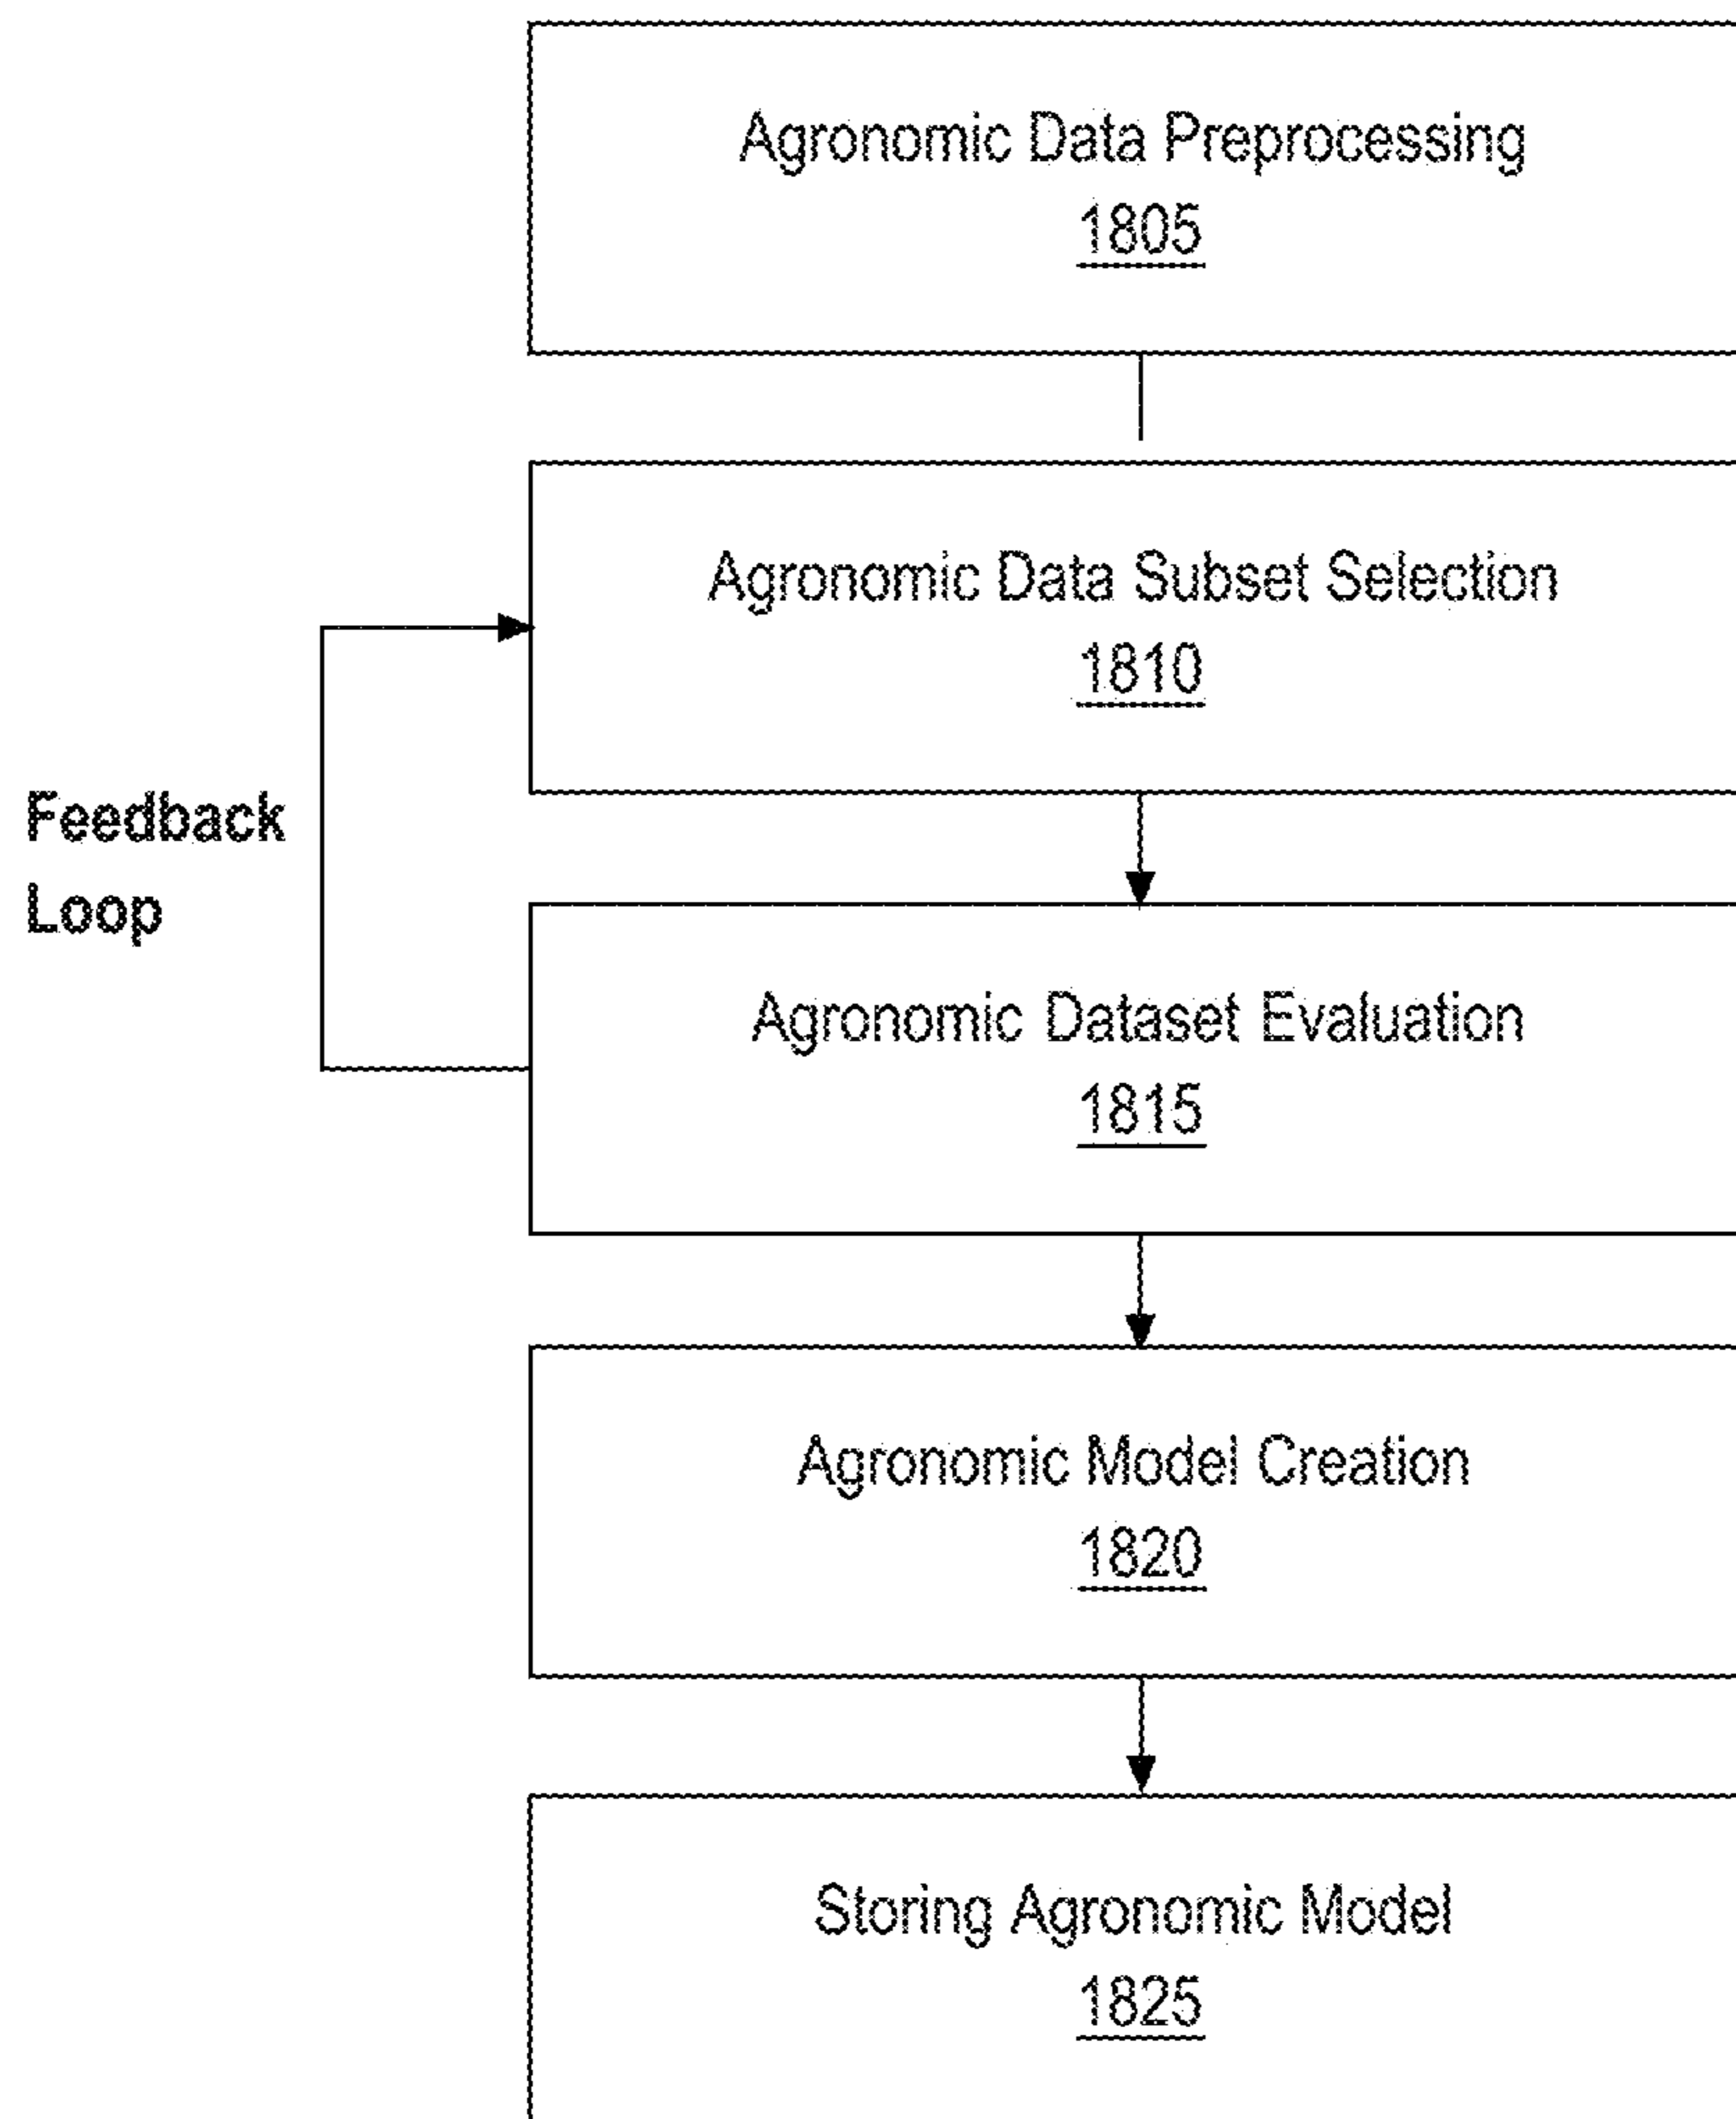 Agronomic Data Preprocessing
1805
Agronomic Data Subset Selection
1810
Feedback
Loop
Agronomic Dataset Evaluation
1815
Agronomic Model Creation
1820
Storing Agronomic Model
1825